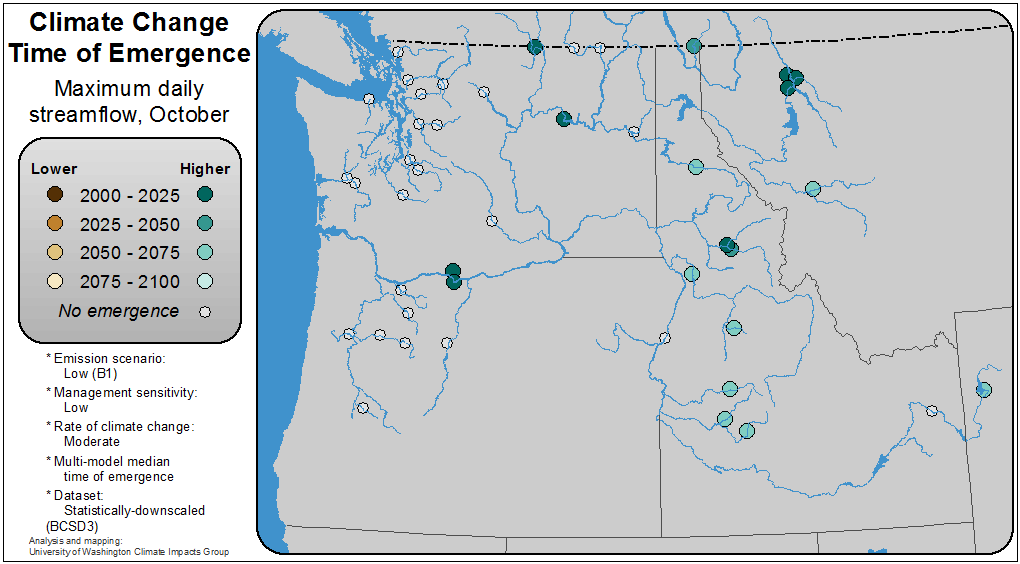 Climate Change
Time of Emergence
Maximum daily
streamflow, October
Lower Higher
2000 - 2025
2025 - 2050
2050 - 2075
2075 - 2100
No emergence
* Emission scenario:
Low (B1)
* Management sensitivity:
Low
* Rate of climate change:
Moderate
* Multi-model median
time of emergence
* Dataset:
Statistically-downscaled
(BCSD3)
Analysis and mapping:
University of Washington Climate Impacts Group